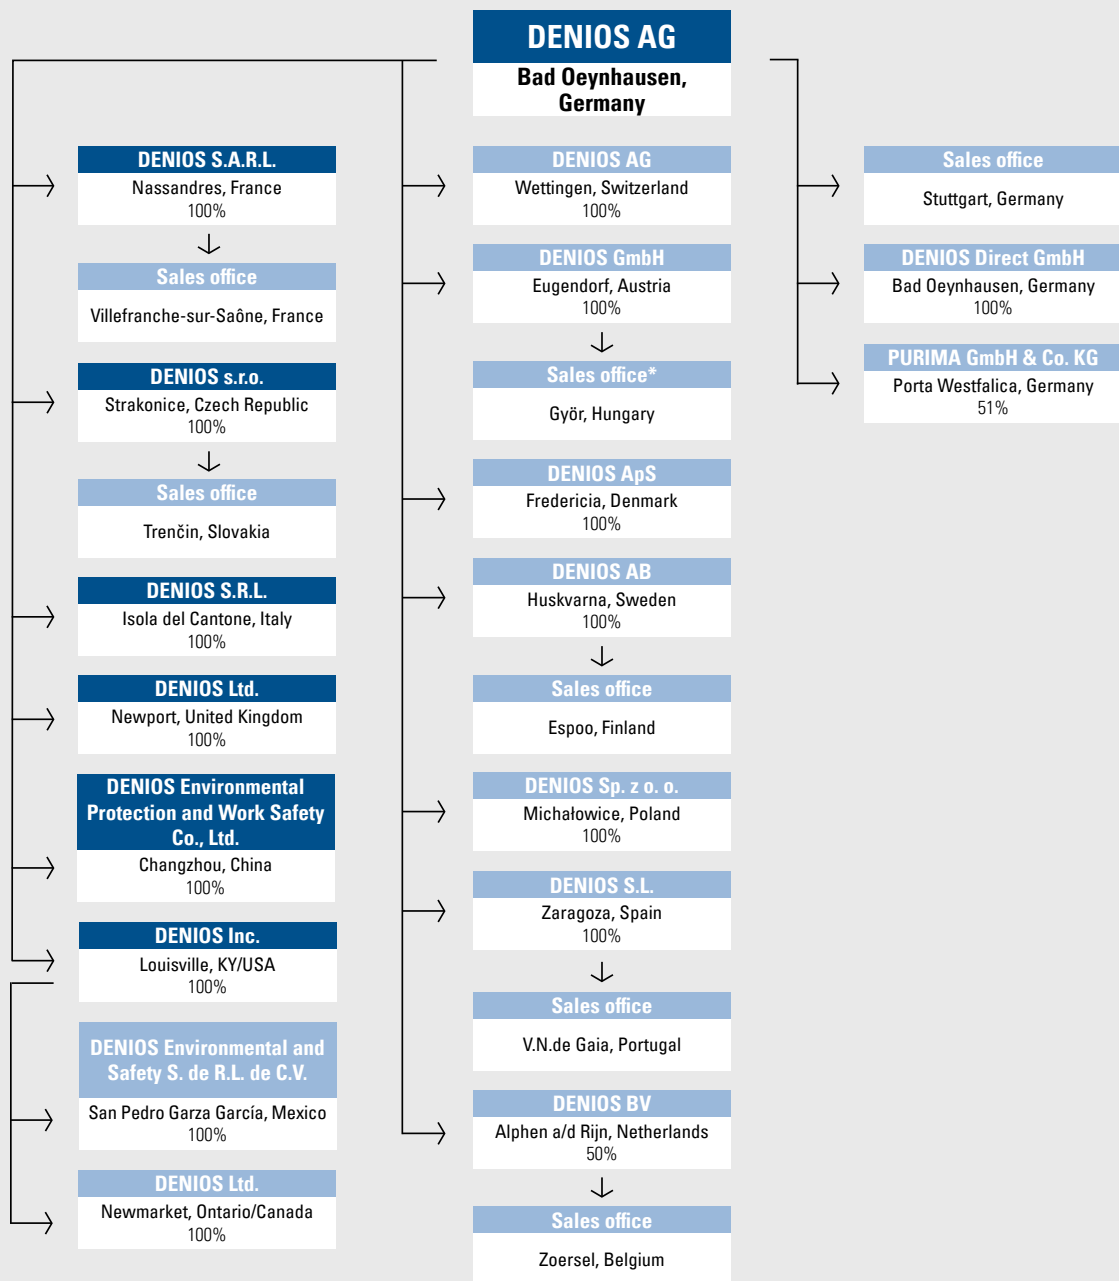 DENIOS AG
Bad Oeynhausen,
Germany
DENIOS S.A.R.L.
Nassandres, France
100%
Sales office
Villefranche-sur-Saône, France
DENIOS s.r.o.
Strakonice, Czech Republic
100%
Sales office
Trenčin, Slovakia
DENIOS S.R.L.
Isola del Cantone, Italy
100%
DENIOS Ltd.
Newport, United Kingdom
100%
DENIOS Environmental
Protection and Work Safety
Co., Ltd.
Changzhou, China
100%
DENIOS Inc.
Louisville, KY/USA
100%
DENIOS Environmental and
Safety S. de R.L. de C.V.
San Pedro Garza García, Mexico
100%
DENIOS Ltd.
Newmarket, Ontario/Canada
100%
DENIOS AG
Wettingen, Switzerland
100%
DENIOS GmbH
Eugendorf, Austria
100%
Sales office*
Györ, Hungary
DENIOS ApS
Fredericia, Denmark
100%
DENIOS AB
Huskvarna, Sweden
100%
Sales office
Espoo, Finland
DENIOS Sp. z o. o.
Michałowice, Poland
100%
DENIOS S.L.
Zaragoza, Spain
100%
Sales office
V.N.de Gaia, Portugal
DENIOS BV
Alphen a/d Rijn, Netherlands
50%
Sales office
Zoersel, Belgium
Sales office
Stuttgart, Germany
DENIOS Direct GmbH
Bad Oeynhausen, Germany
100%
PURIMA GmbH & Co. KG
Porta Westfalica, Germany
51%